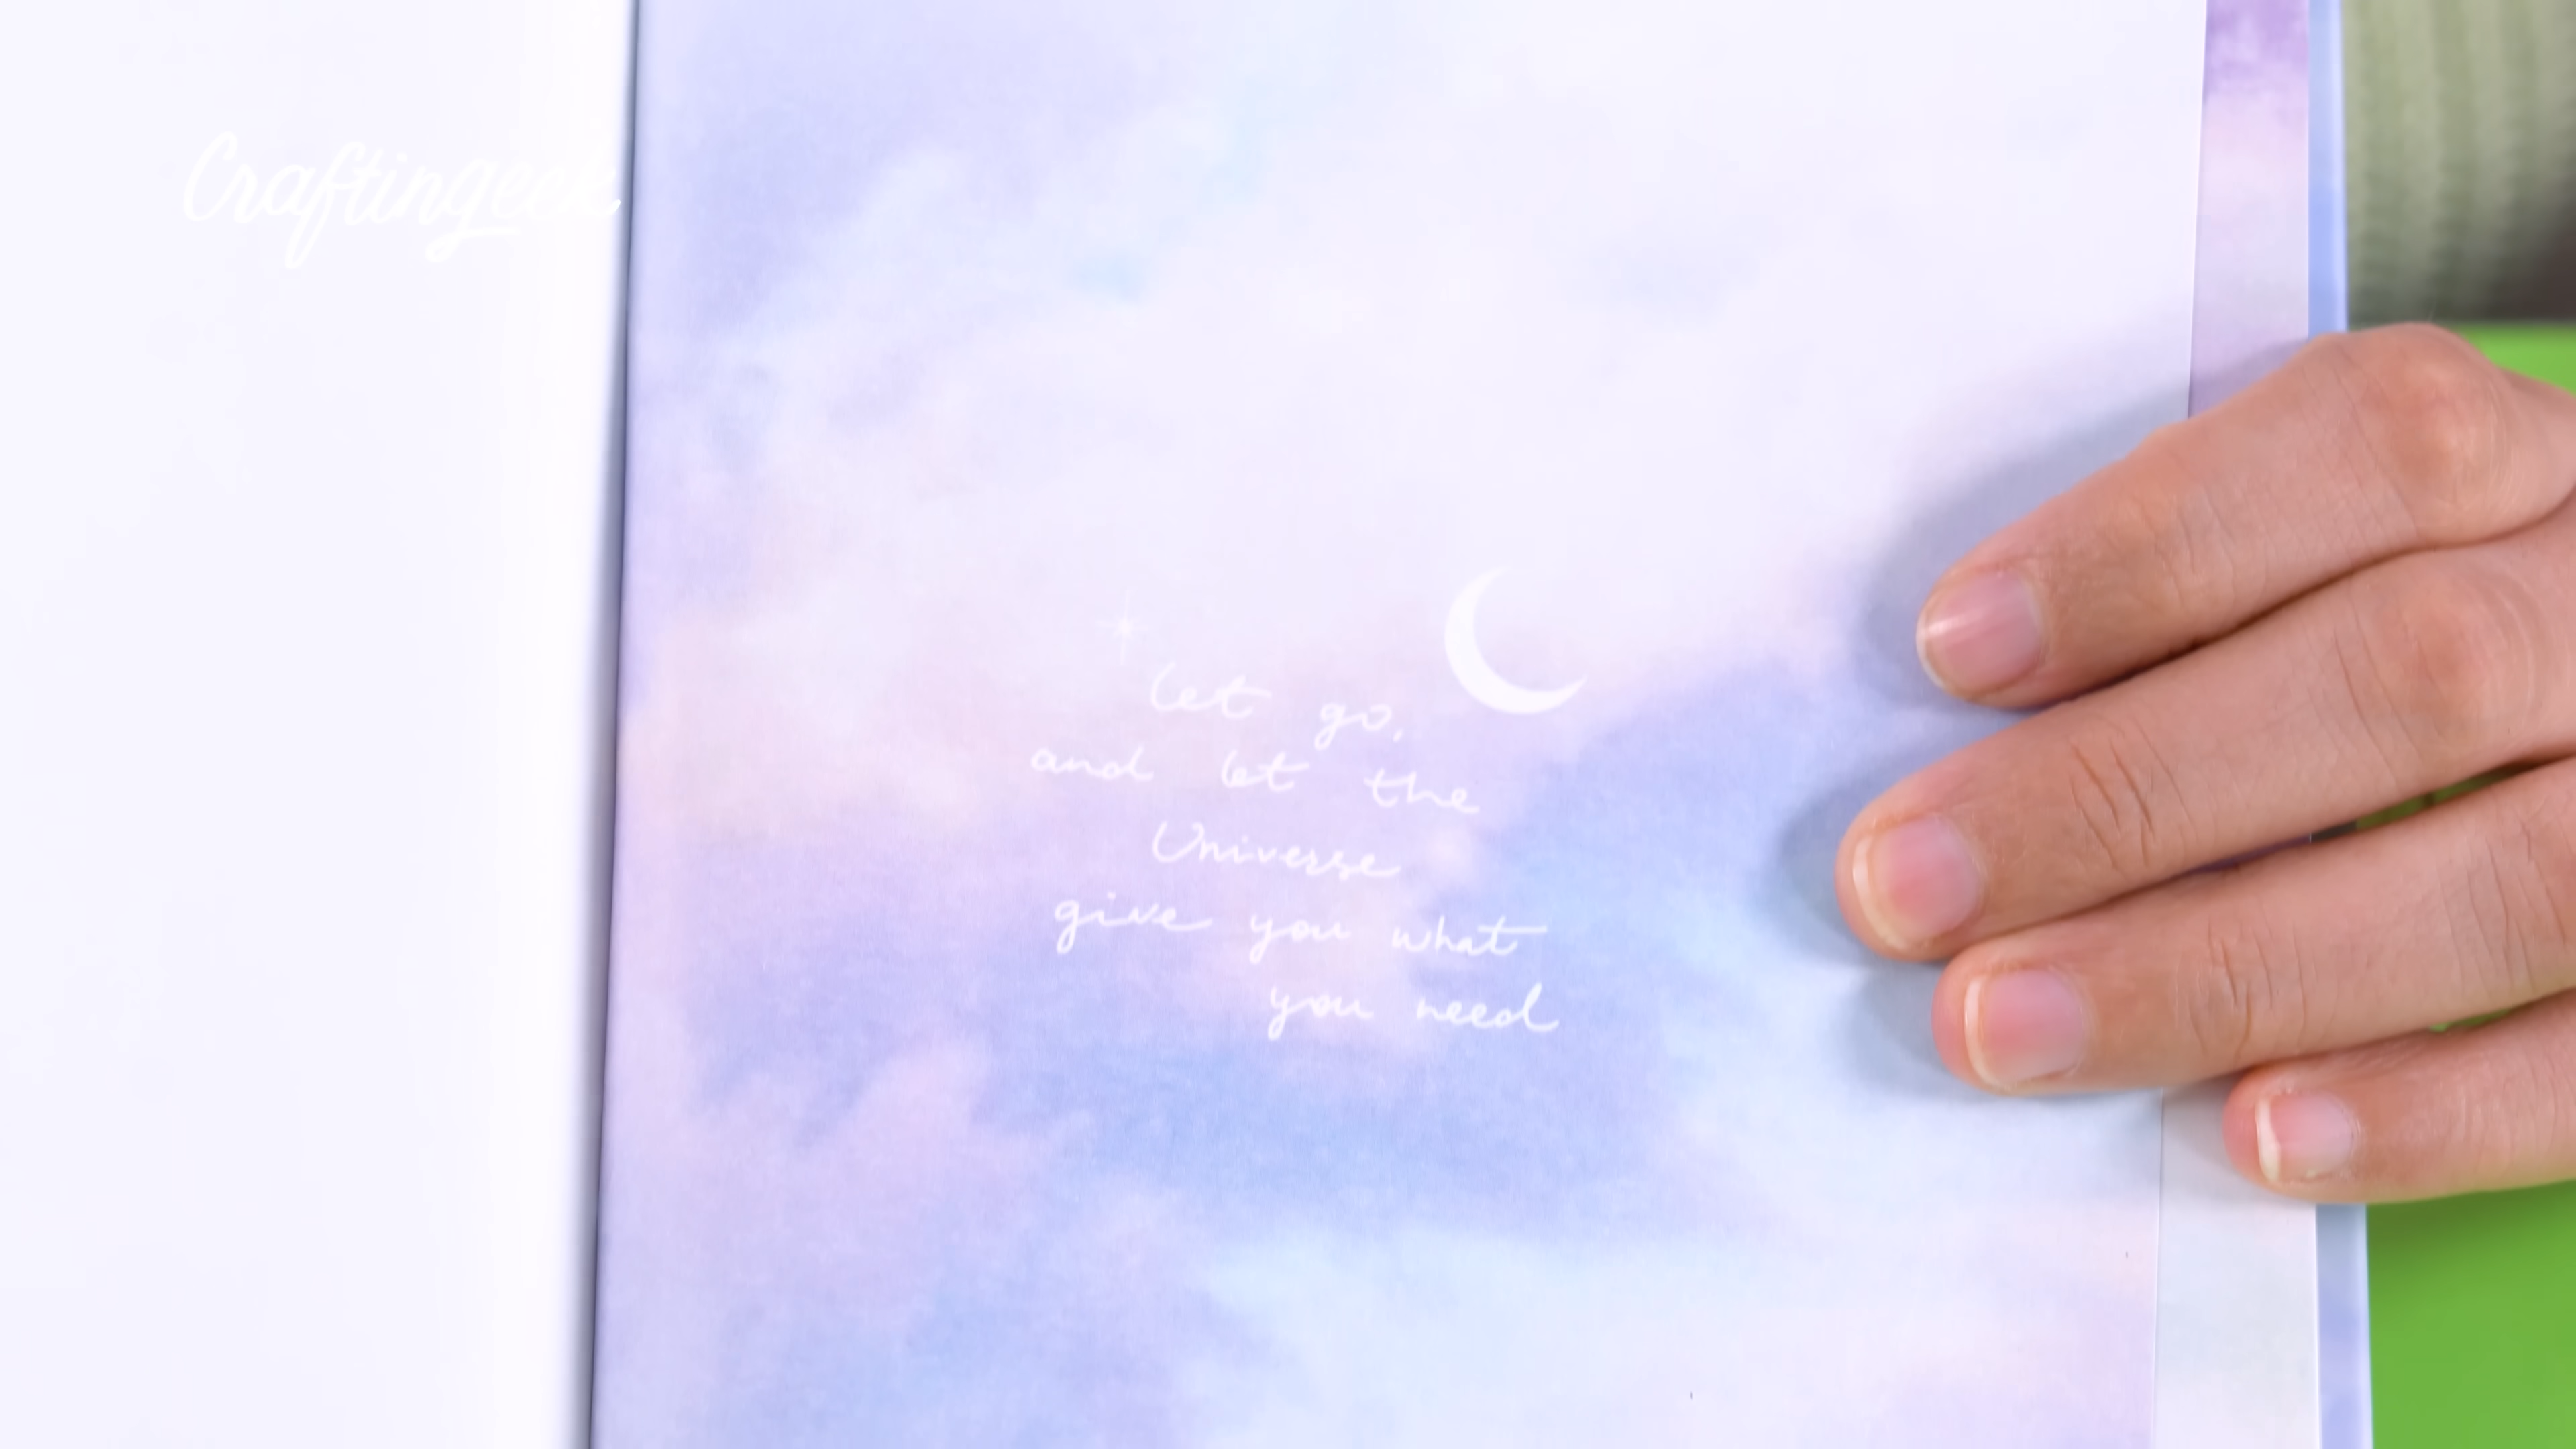 Craftingeek
let go,
and let the
Universe
give you what
you need